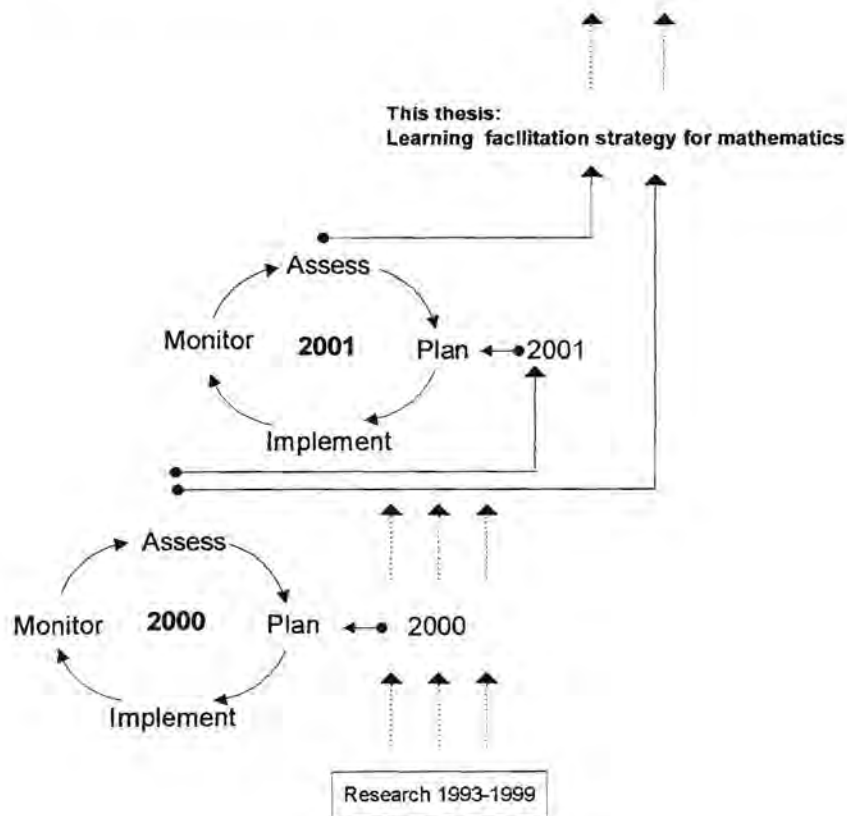 This thesis:
Learning facilitation strategy for mathematics
Assess
Monitor 2001 Plan 2001
Implement
Assess
Monitor 2000 Plan 2000
Implement
Research 1993-1999